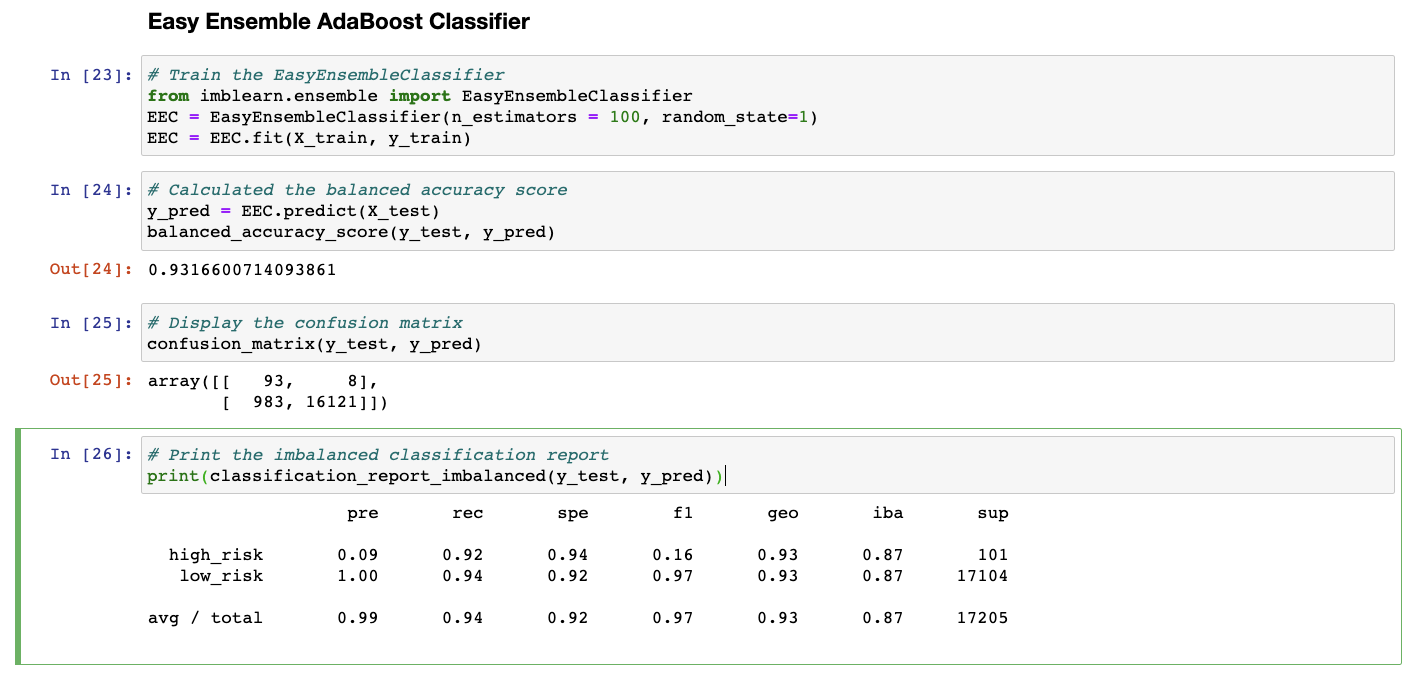 Easy Ensemble AdaBoost Classifier
In [23]: # Train the EasyEnsembleClassifier
from imblearn.ensemble import EasyEnsembleClassifier
EEC = EasyEnsembleClassifier(n_estimators = 100, random_state=1)
EEC = EEC.fit(X_train, y_train)
In [24]: # Calculated the balanced accuracy score
y_pred = EEC.predict(X_test)
balanced_accuracy_score(y_test, y_pred)
Out[24]: 0.9316600714093861
In [25]: # Display the confusion matrix
confusion_matrix(y_test, y_pred)
Out[25]: array([[   93,     8],
       [  983, 16121]])
In [26]: # Print the imbalanced classification report
print(classification_report_imbalanced(y_test, y_pred))
pre rec spe f1 geo iba sup
high_risk 0.09 0.92 0.94 0.16 0.93 0.87 101
low_risk 1.00 0.94 0.92 0.97 0.93 0.87 17104
avg / total 0.99 0.94 0.92 0.97 0.93 0.87 17205